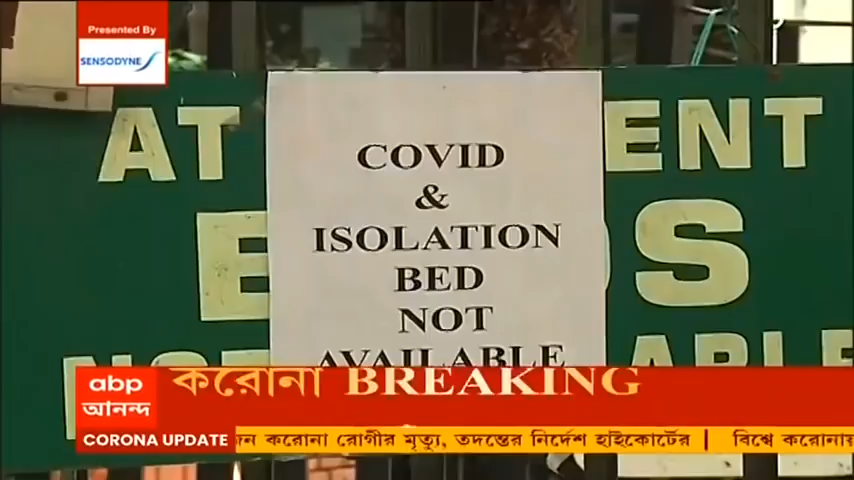 Presented By
SENSODYNE
AT
ENT
COVID
&
ISOLATION
BED
NOT
AVAILABLE
abp
আনন্দ
করোনা BREAKING
CORONA UPDATE
করোনা রোগীর মৃত্যু, তদন্তের নির্দেশ হাইকোর্টের | বিশ্বে